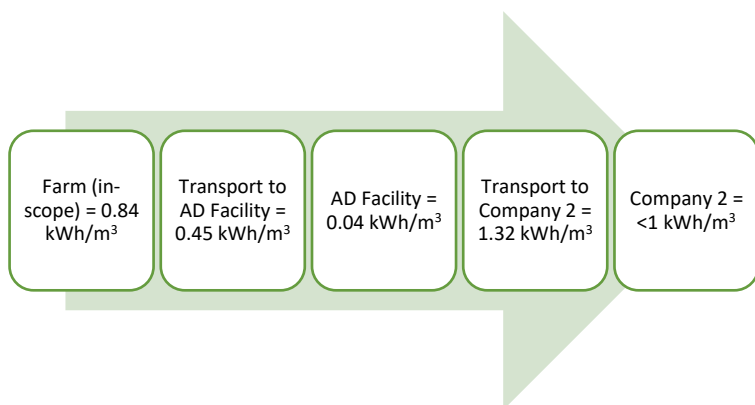 Farm (in-
scope) = 0.84
kWh/m³
Transport to
AD Facility =
0.45 kWh/m³
AD Facility =
0.04 kWh/m³
Transport to
Company 2 =
1.32 kWh/m³
Company 2 =
<1 kWh/m³